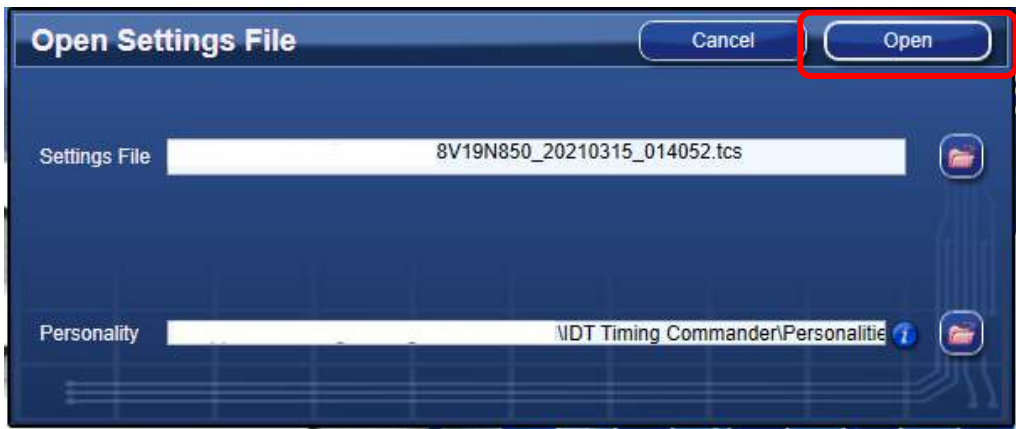 Open Settings File Cancel Open
Settings File 8V19N850_20210315_014052.tcs
Personality \IDT Timing Commander\Personalitie